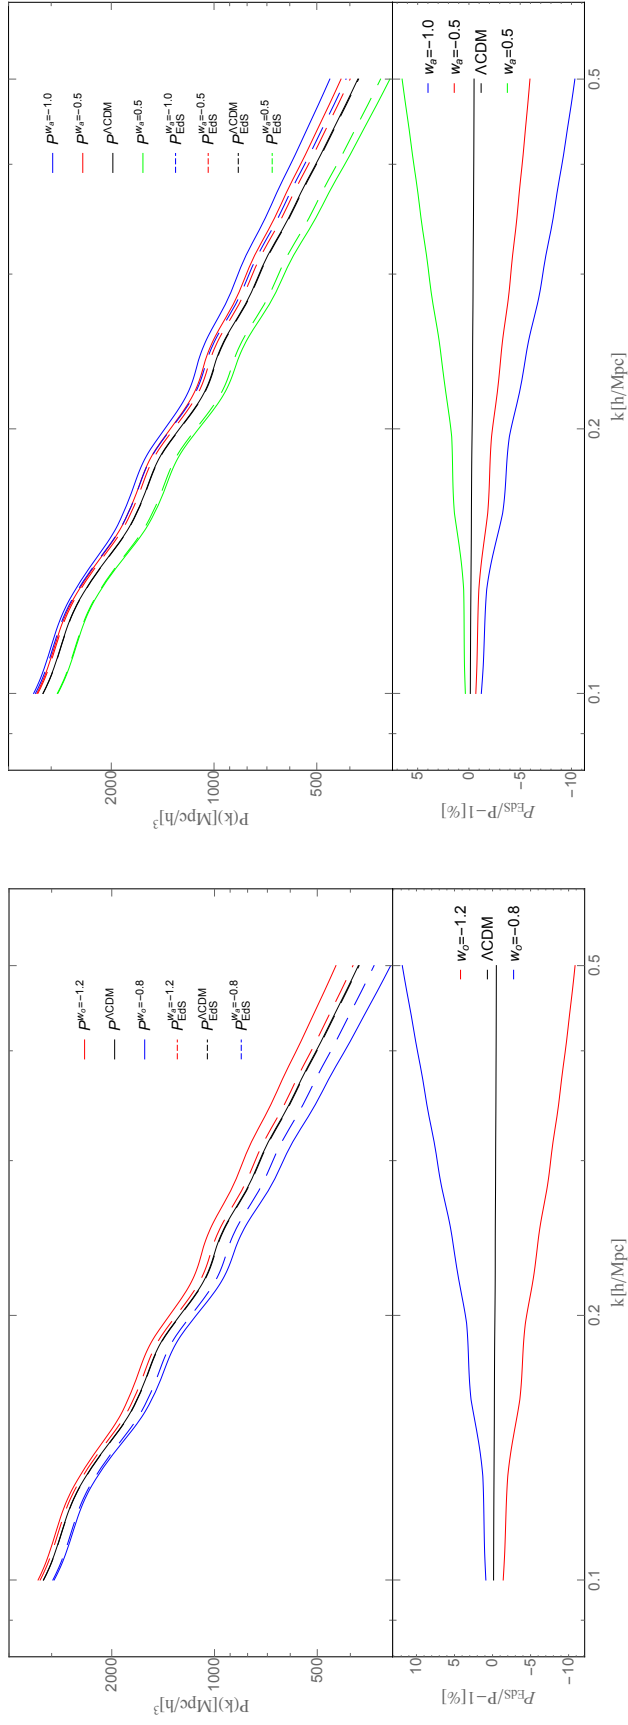 P(k)[Mpc/h]³
2000
1000
500
P^{w_o=−1.2}
P^{ΛCDM}
P^{w_o=−0.8}
P_{EdS}^{w_a=−1.2}
P_{EdS}^{ΛCDM}
P_{EdS}^{w_a=−0.8}
P_{EdS}/P−1[%]
10
5
0
−5
−10
w_o=−1.2
ΛCDM
w_o=−0.8
0.1
0.2
0.5
k[h/Mpc]
P(k)[Mpc/h]³
2000
1000
500
P^{w_a=−1.0}
P^{w_a=−0.5}
P^{ΛCDM}
P^{w_a=0.5}
P_{EdS}^{w_a=−1.0}
P_{EdS}^{w_a=−0.5}
P_{EdS}^{ΛCDM}
P_{EdS}^{w_a=0.5}
P_{EdS}/P−1[%]
5
0
−5
−10
w_a=−1.0
w_a=−0.5
ΛCDM
w_a=0.5
0.1
0.2
0.5
k[h/Mpc]